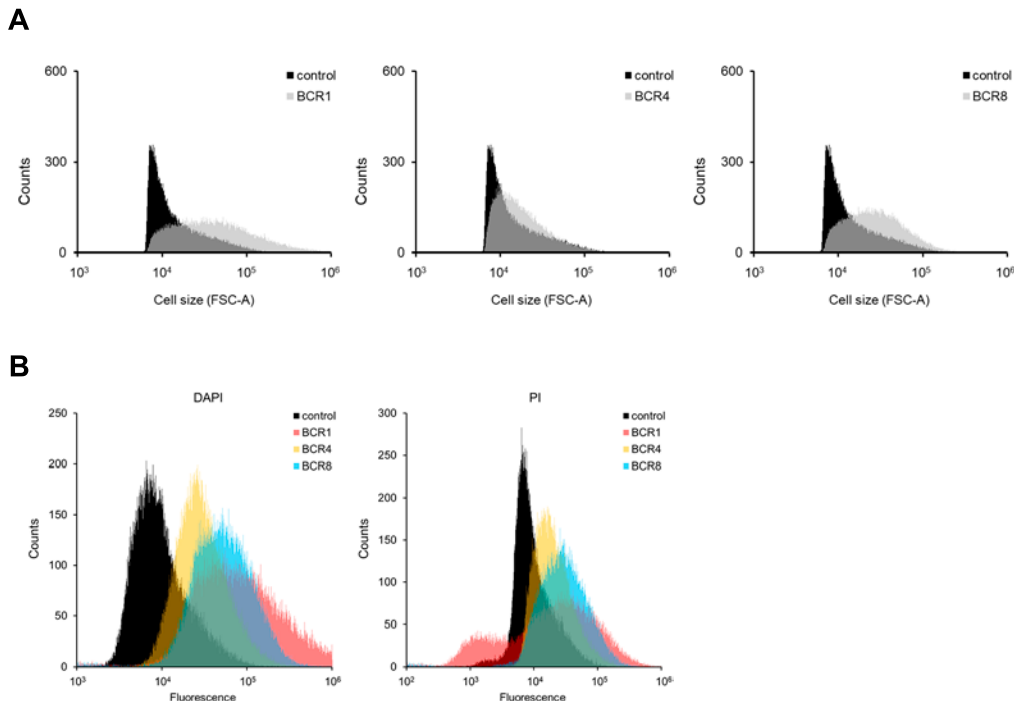 A
600
300
0
Counts
control
BCR1
10³ 10⁴ 10⁵ 10⁶
Cell size (FSC-A)
600
300
0
Counts
control
BCR4
10³ 10⁴ 10⁵ 10⁶
Cell size (FSC-A)
600
300
0
Counts
control
BCR8
10³ 10⁴ 10⁵ 10⁶
Cell size (FSC-A)
B
DAPI
250
200
150
100
50
0
Counts
control
BCR1
BCR4
BCR8
10³ 10⁴ 10⁵ 10⁶
Fluorescence
PI
300
250
200
150
100
50
0
Counts
control
BCR1
BCR4
BCR8
10² 10³ 10⁴ 10⁵ 10⁶
Fluorescence